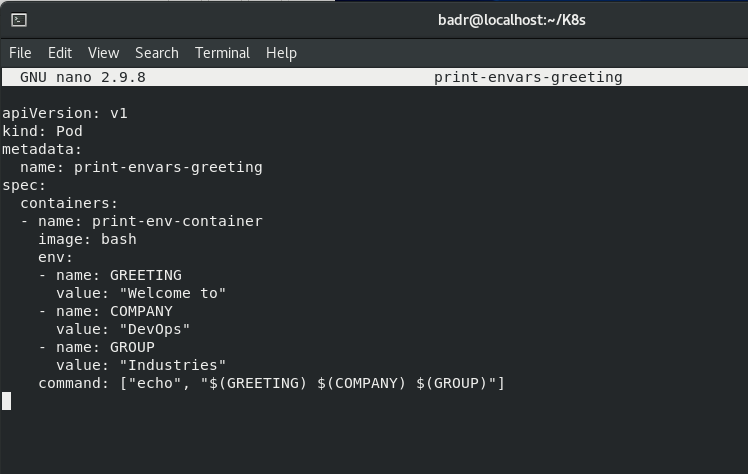 badr@localhost:~/K8s
File Edit View Search Terminal Help
GNU nano 2.9.8 print-envars-greeting
apiVersion: v1
kind: Pod
metadata:
  name: print-envars-greeting
spec:
  containers:
  - name: print-env-container
    image: bash
    env:
    - name: GREETING
      value: "Welcome to"
    - name: COMPANY
      value: "DevOps"
    - name: GROUP
      value: "Industries"
    command: ["echo", "$(GREETING) $(COMPANY) $(GROUP)"]